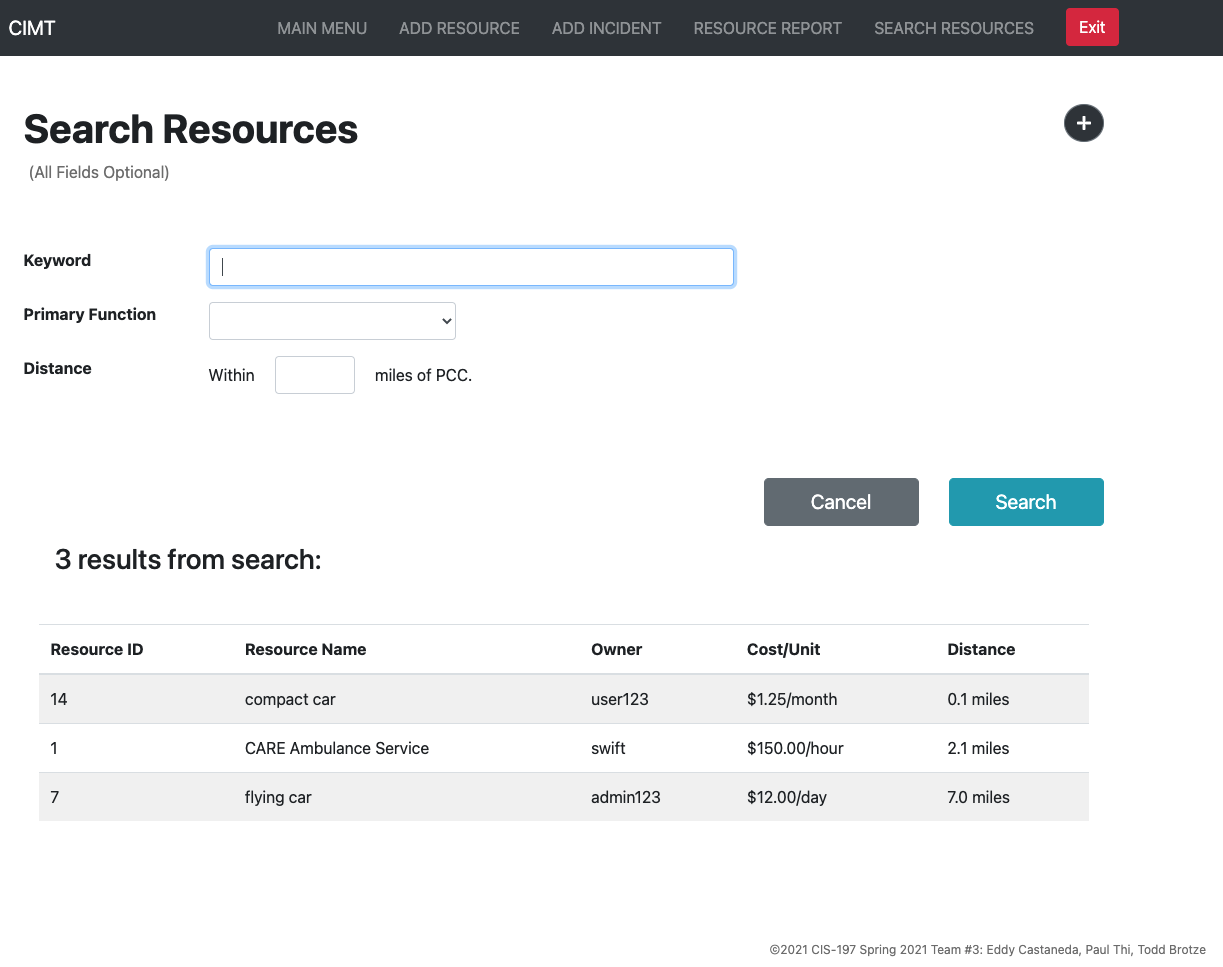 CIMT MAIN MENU ADD RESOURCE ADD INCIDENT RESOURCE REPORT SEARCH RESOURCES Exit
Search Resources +
(All Fields Optional)
Keyword
Primary Function
Distance Within miles of PCC.
Cancel Search
3 results from search:
Resource ID Resource Name Owner Cost/Unit Distance
14 compact car user123 $1.25/month 0.1 miles
1 CARE Ambulance Service swift $150.00/hour 2.1 miles
7 flying car admin123 $12.00/day 7.0 miles
©2021 CIS-197 Spring 2021 Team #3: Eddy Castaneda, Paul Thi, Todd Brotze